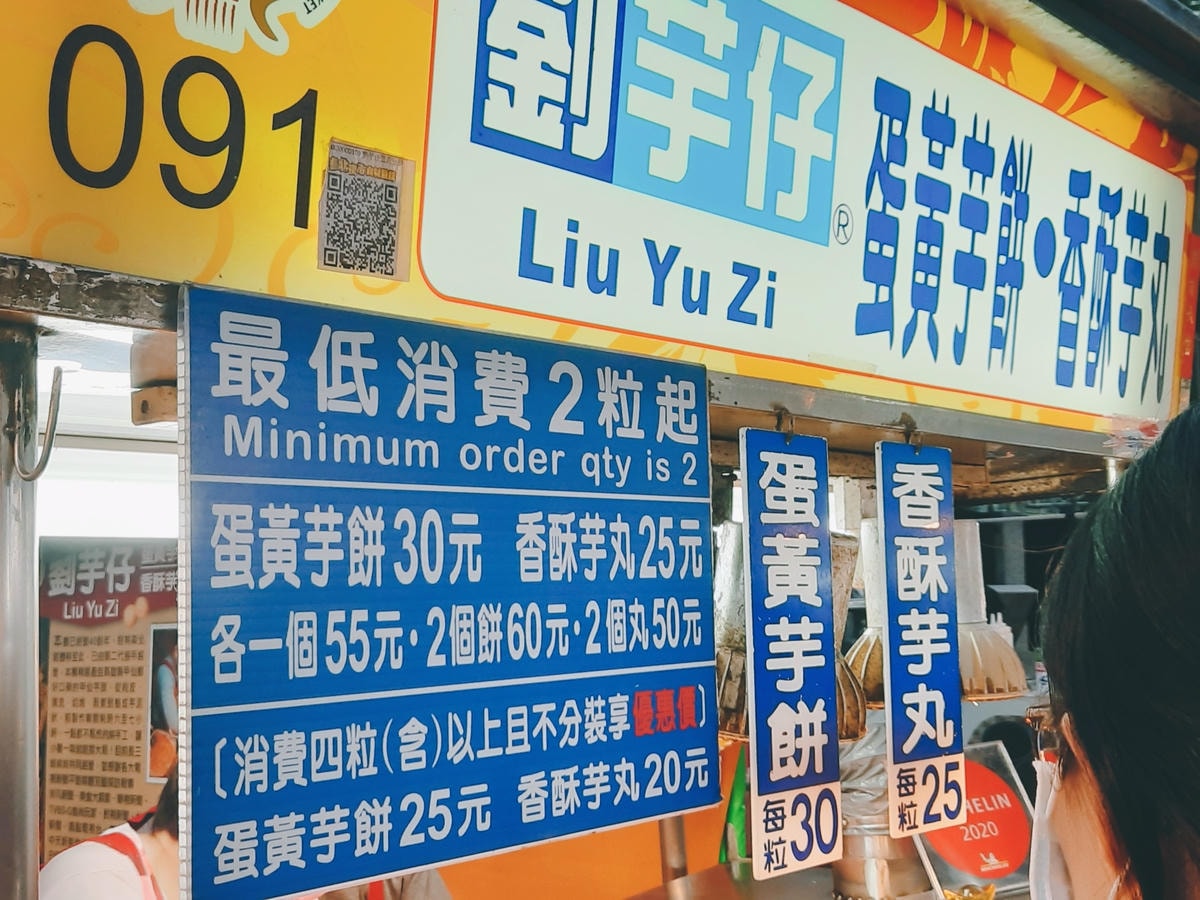 091
劉芋仔
Liu Yu Zi
®
蛋黃芋餅•香酥芋丸
最低消費2粒起
Minimum order qty is 2
蛋黃芋餅30元 香酥芋丸25元
各一個55元·2個餅60元·2個丸50元
〔消費四粒(含)以上且不分裝享優惠價〕
蛋黃芋餅25元 香酥芋丸20元
蛋黃芋餅
每粒30
香酥芋丸
每粒25
劉芋仔
Liu Yu Zi
香酥芋
HELIN
2020